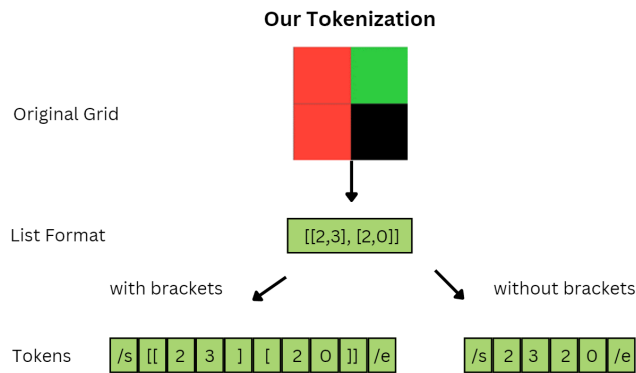 Our Tokenization
Original Grid
List Format
[[2,3], [2,0]]
with brackets
without brackets
Tokens
/s [[ 2 3 ] [ 2 0 ]] /e
/s 2 3 2 0 /e